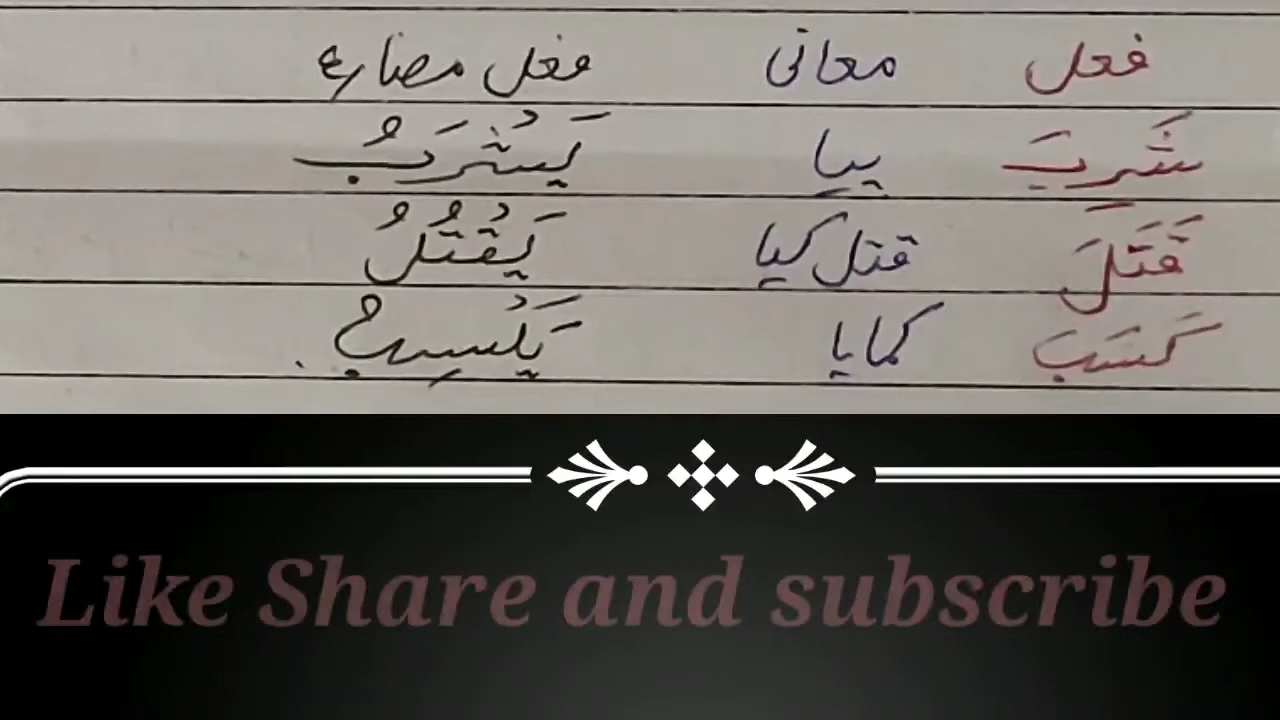 فعل معانی فعل مضارع
شَرِبَ پیا یَشْرَبُ
قَتَلَ قتل کیا یَقْتُلُ
کَسَبَ کمایا یَکْسِبُ
Like Share and subscribe